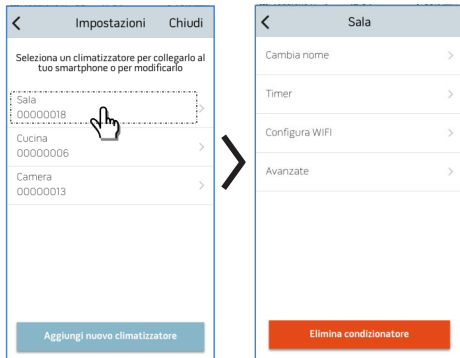 Impostazioni Chiudi
Seleziona un climatizzatore per collegarlo al
tuo smartphone o per modificarlo
Sala
00000018
Cucina
00000006
Camera
00000013
Aggiungi nuovo climatizzatore
Sala
Cambia nome
Timer
Configura WIFI
Avanzate
Elimina condizionatore